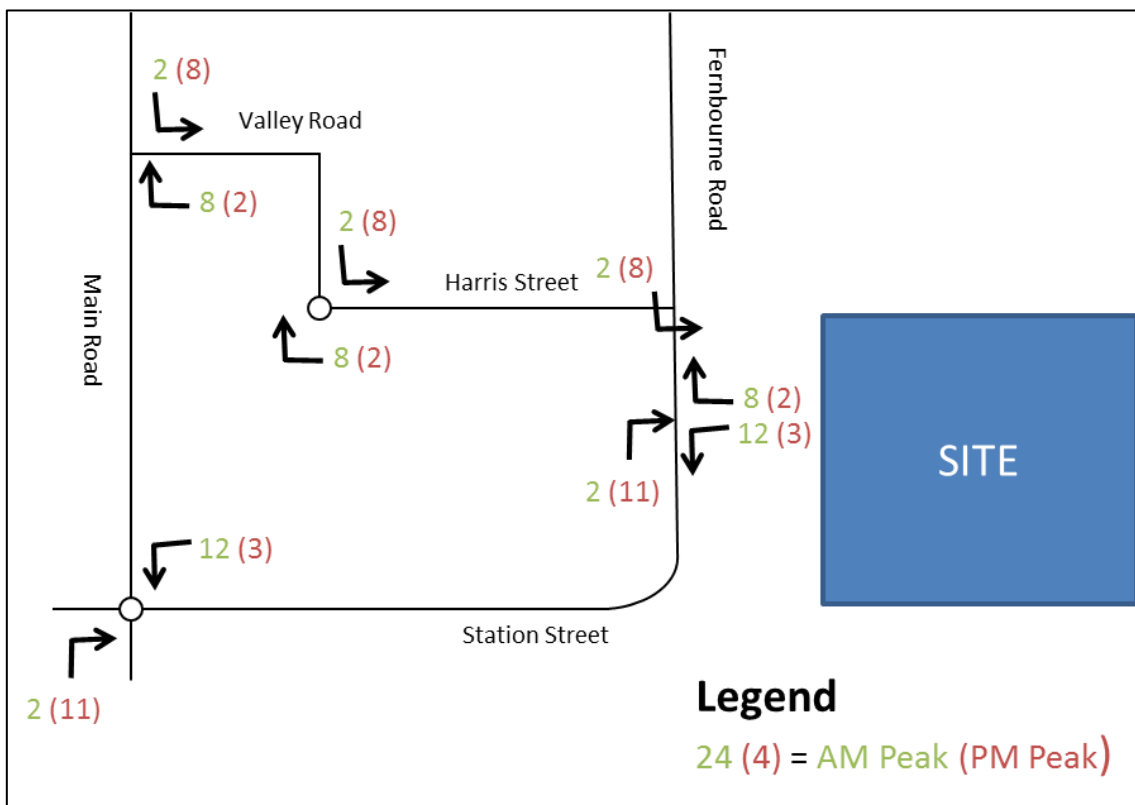 2 (8)
Valley Road
8 (2)
Fernbourne Road
2 (8)
Main Road
Harris Street
2 (8)
8 (2)
8 (2)
12 (3)
SITE
2 (11)
12 (3)
Station Street
2 (11)
Legend
24 (4) = AM Peak (PM Peak)